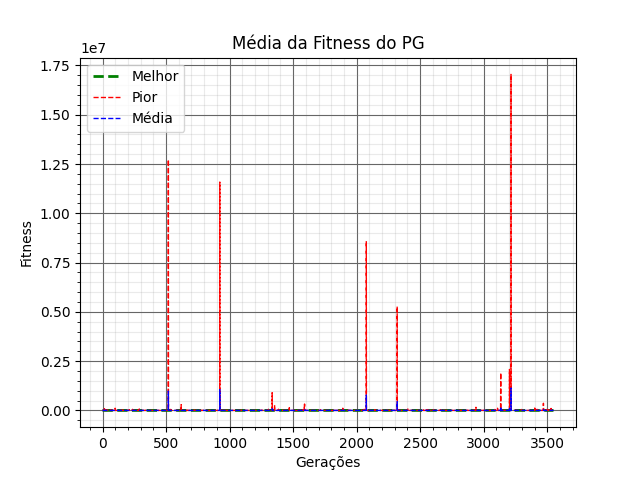 Média da Fitness do PG
1e7
Melhor
Pior
Média
1.75
1.50
1.25
1.00
0.75
0.50
0.25
0.00
Fitness
0 500 1000 1500 2000 2500 3000 3500
Gerações